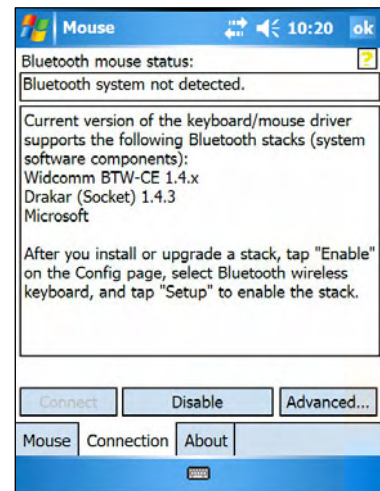 Mouse 10:20 ok
Bluetooth mouse status:
?
Bluetooth system not detected.
Current version of the keyboard/mouse driver
supports the following Bluetooth stacks (system
software components):
Widcomm BTW-CE 1.4.x
Drakar (Socket) 1.4.3
Microsoft
After you install or upgrade a stack, tap "Enable"
on the Config page, select Bluetooth wireless
keyboard, and tap "Setup" to enable the stack.
Connect Disable Advanced...
Mouse Connection About